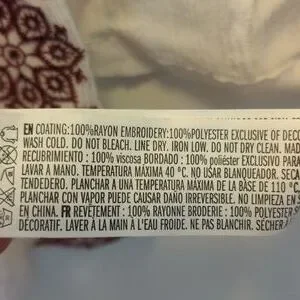 EN COATING:100%RAYON EMBROIDERY:100%POLYESTER EXCLUSIVE OF DECO
WASH COLD. DO NOT BLEACH. LINE DRY. IRON LOW. DO NOT DRY CLEAN. MAD
RECUBRIMIENTO : 100% viscosa BORDADO : 100% poliéster EXCLUSIVO PARA
LAVAR A MANO. TEMPERATURA MÁXIMA 40 °C. NO USAR BLANQUEADOR. SECA
TENDEDERO. PLANCHAR A UNA TEMPERATURA MÁXIMA DE LA BASE DE 110 °C
PLANCHAR CON VAPOR PUEDE CAUSAR DAÑO IRREVERSIBLE. NO LIMPIEZA EN S
EN CHINA. FR REVÊTEMENT : 100% RAYONNE BRODERIE : 100% POLYESTER S
DÉCORATIF. LAVER À LA MAIN À L'EAU FROIDE. NE PAS BLANCHIR. SÉCHER À